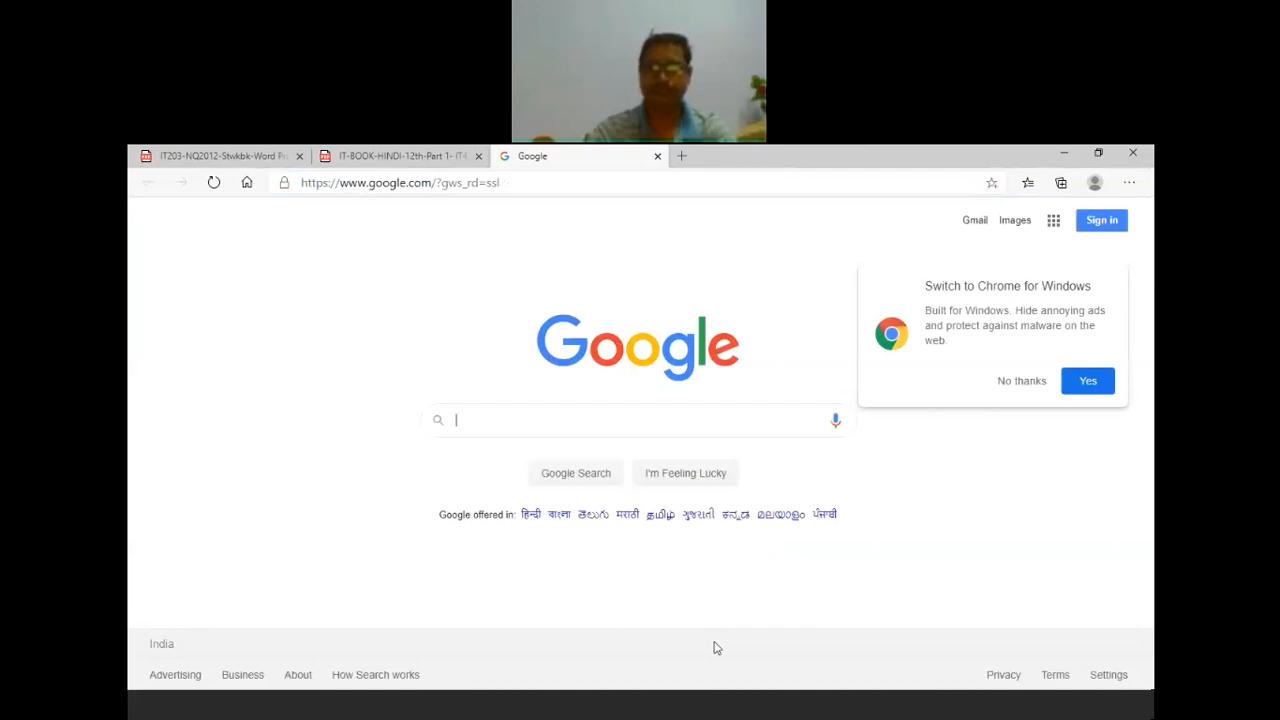 IT203-NQ2012-Stwkbk-Word Pr
IT-BOOK-HINDI-12th-Part 1- IT-
Google
https://www.google.com/?gws_rd=ssl
Gmail Images Sign in
Switch to Chrome for Windows
Built for Windows. Hide annoying ads
and protect against malware on the
web.
No thanks Yes
Google
Google Search I'm Feeling Lucky
Google offered in: हिन्दी বাংলা తెలుగు मराठी தமிழ் ગુજરાતી ಕನ್ನಡ മലയാളം ਪੰਜਾਬੀ
India
Advertising Business About How Search works Privacy Terms Settings